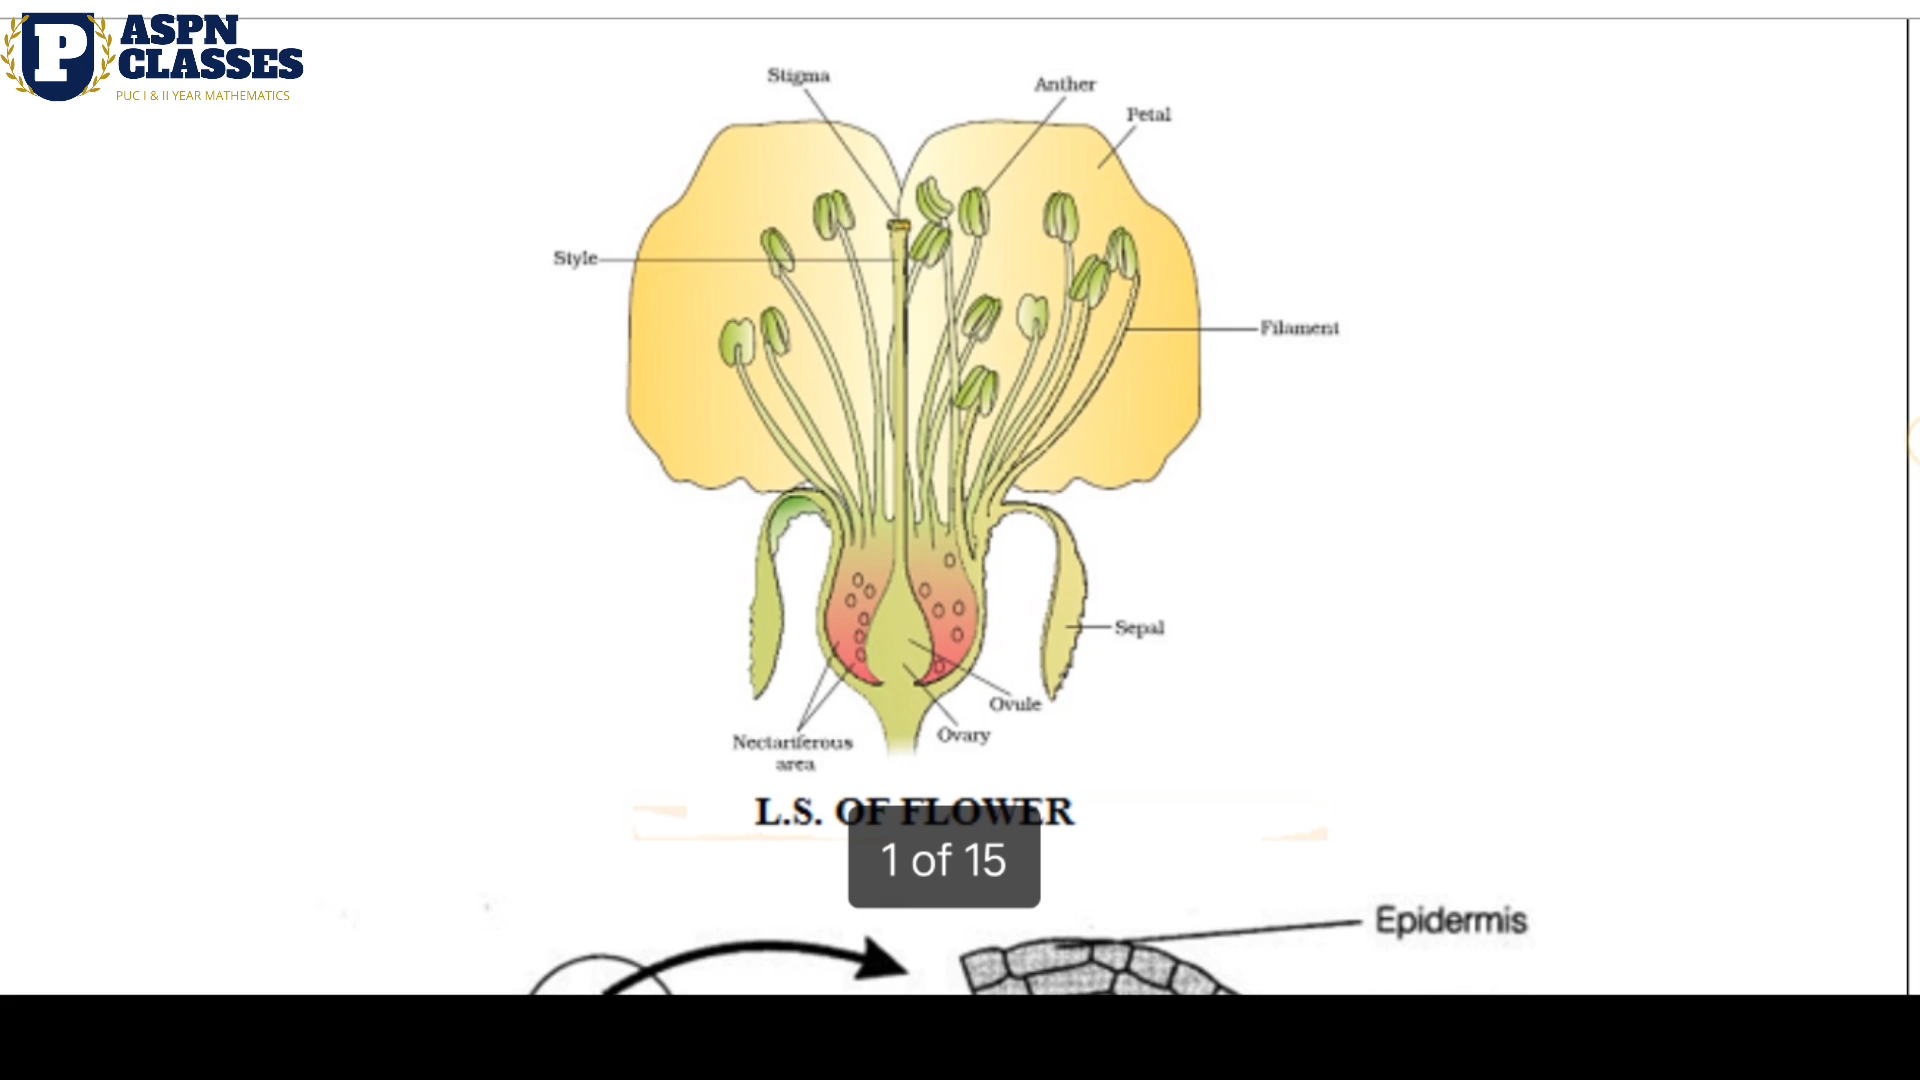 ASPN
CLASSES
PUC I & II YEAR MATHEMATICS
P
Stigma
Anther
Petal
Style
Filament
Sepal
Ovule
Ovary
Nectariferous
area
L.S. OF FLOWER
1 of 15
Epidermis